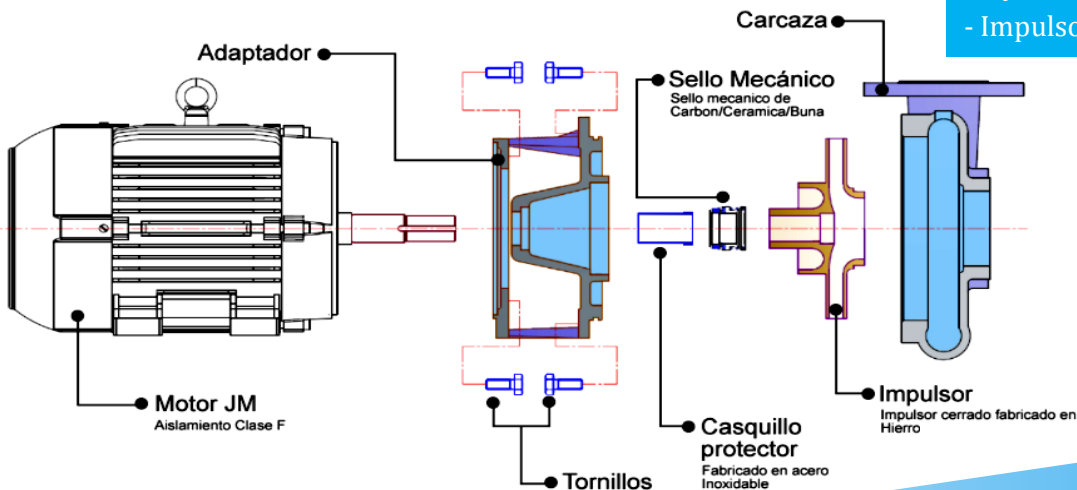 Carcaza
- Impulso
Adaptador
Sello Mecánico
Sello mecanico de
Carbon/Ceramica/Buna
Motor JM
Aislamiento Clase F
Impulsor
Impulsor cerrado fabricado en
Hierro
Casquillo
protector
Fabricado en acero
Inoxidable
Tornillos